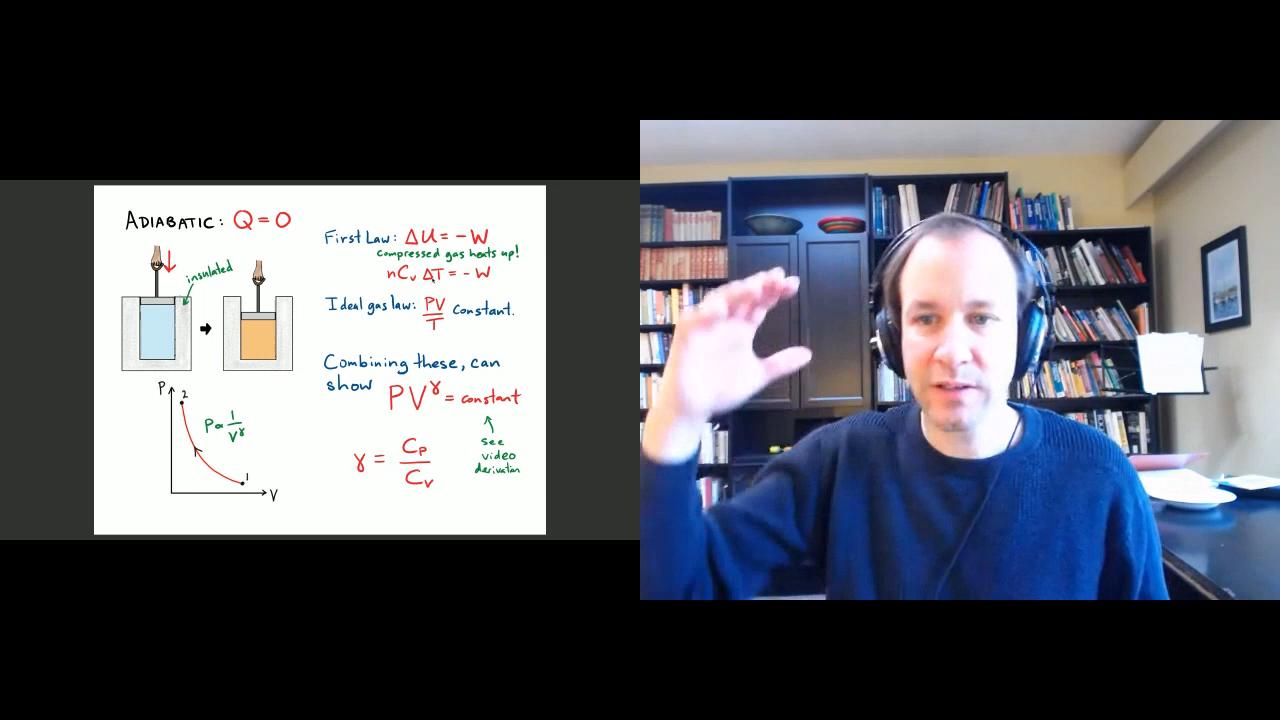 ADIABATIC: Q = 0
insulated
First Law: ΔU = -W
compressed gas heats up!
nCv ΔT = -W
Ideal gas law: PV/T constant.
Combining these, can
show PV^γ = constant
see
video
derivation
γ = Cp/Cv
P
2
P∝ 1/V^γ
1
V